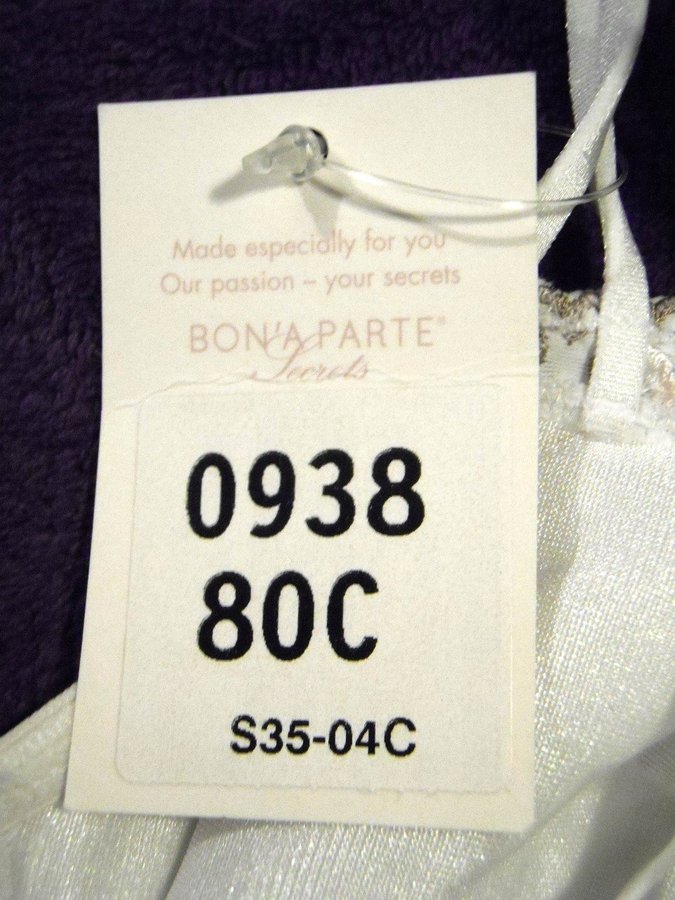 Made especially for you
Our passion – your secrets
BON'A PARTE®
Secrets
0938
80C
S35-04C